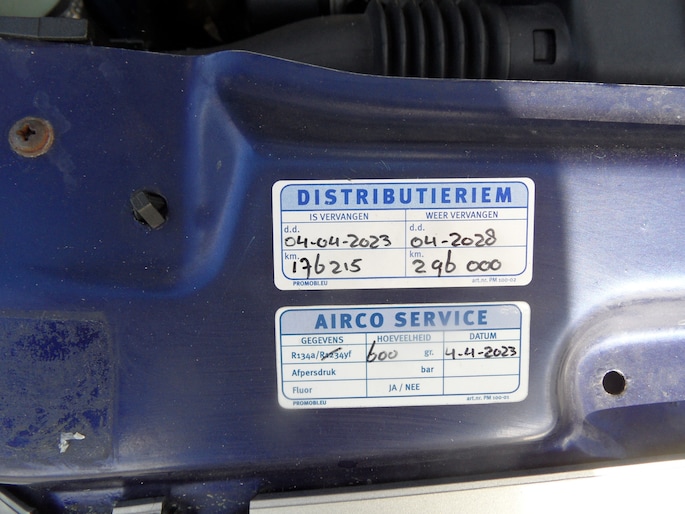 DISTRIBUTIERIEM
IS VERVANGEN WEER VERVANGEN
d.d. d.d.
04-04-2023 04-2028
km. km.
176215 296 000
PROMOBI.EU art.nr. PM 100-02
AIRCO SERVICE
GEGEVENS HOEVEELHEID DATUM
R134a/R1234yf 600 gr. 4-4-2023
Afpersdruk bar
Fluor JA / NEE
PROMOBI.EU art.nr. PM 100-01